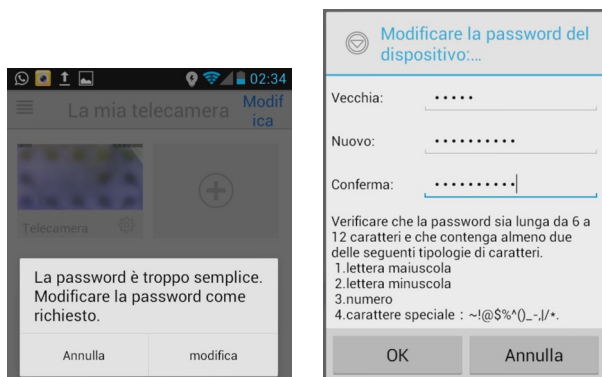 02:34
La mia telecamera
Modif
ica
Telecamera
La password è troppo semplice.
Modificare la password come
richiesto.
Annulla
modifica
Modificare la password del
dispositivo:...
Vecchia: •••••
Nuovo: ••••••••••
Conferma: ••••••••••
Verificare che la password sia lunga da 6 a
12 caratteri e che contenga almeno due
delle seguenti tipologie di caratteri.
1.lettera maiuscola
2.lettera minuscola
3.numero
4.carattere speciale : ~!@$%^()_-,|/*.
OK
Annulla